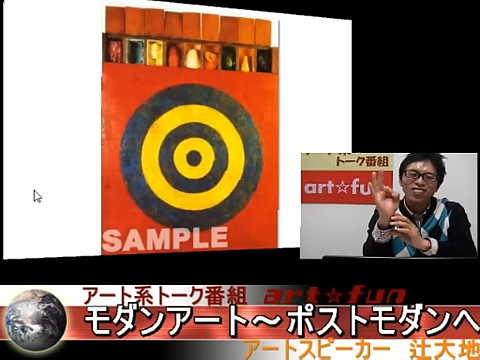 SAMPLE
トーク番組
art☆fu
アート系トーク番組 art☆fun
モダンアート～ポストモダンへ
アートスピーカー 辻大地